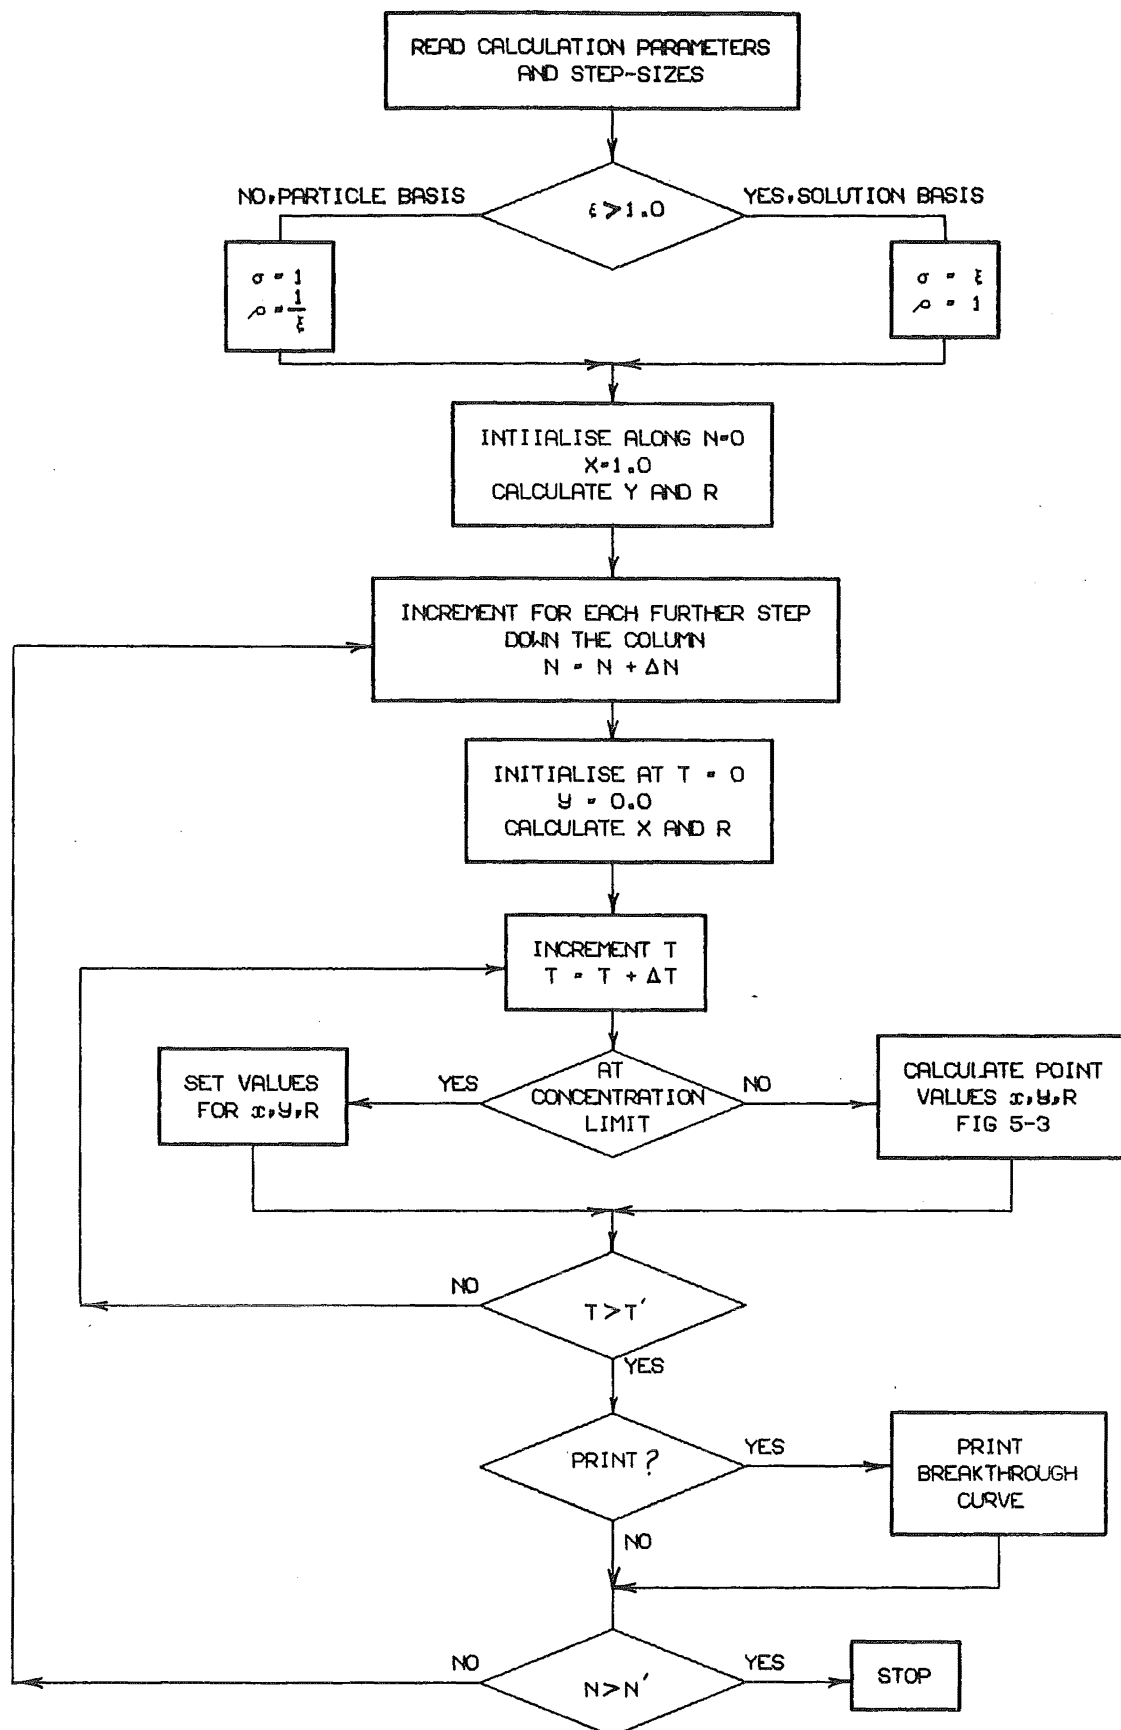 READ CALCULATION PARAMETERS
AND STEP-SIZES
NO,PARTICLE BASIS
ξ>1.0
YES,SOLUTION BASIS
σ = 1
ρ = 1/ξ
σ = ξ
ρ = 1
INTIIALISE ALONG N=0
X=1.0
CALCULATE Y AND R
INCREMENT FOR EACH FURTHER STEP
DOWN THE COLUMN
N = N + ΔN
INITIALISE AT T = 0
y = 0.0
CALCULATE X AND R
INCREMENT T
T = T + ΔT
SET VALUES
FOR x,y,R
YES
AT
CONCENTRATION
LIMIT
NO
CALCULATE POINT
VALUES x,y,R
FIG 5-3
NO
T>T′
YES
PRINT?
YES
PRINT
BREAKTHROUGH
CURVE
NO
NO
N>N′
YES
STOP